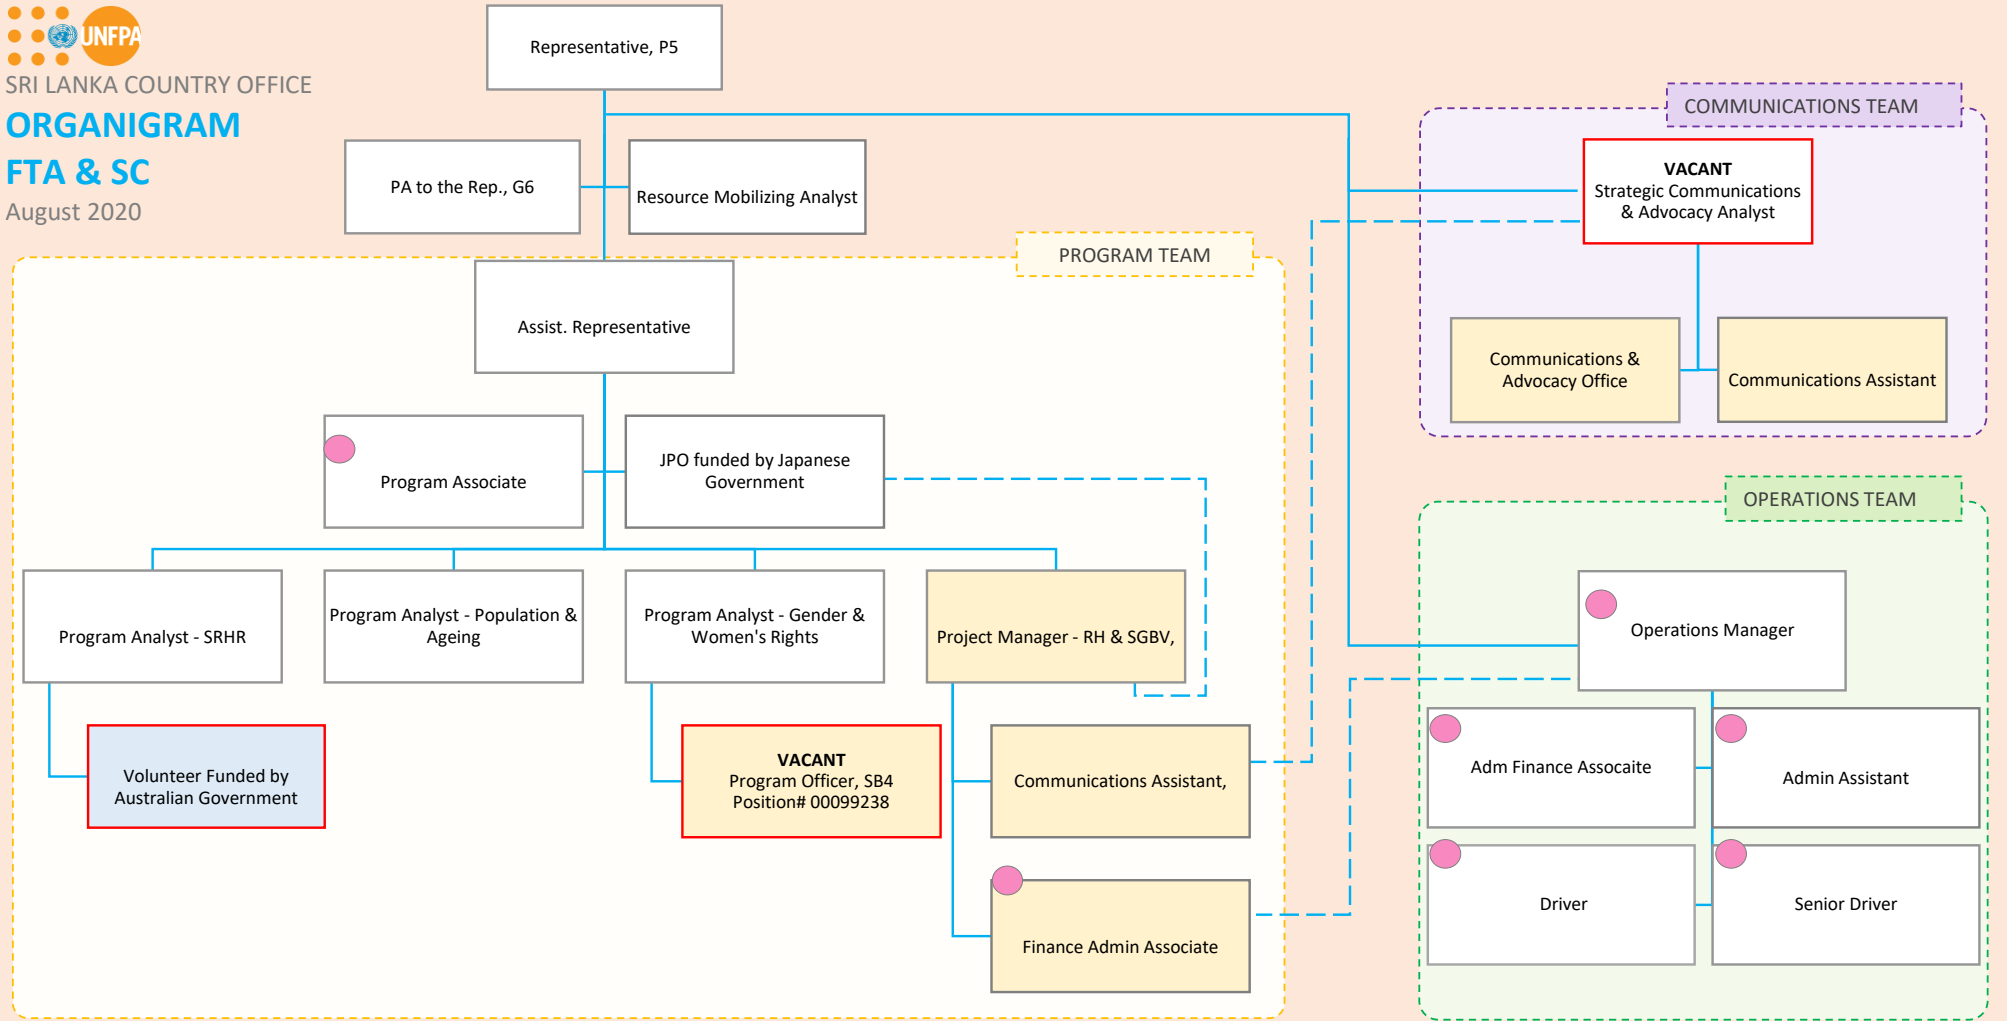 UNFPA
SRI LANKA COUNTRY OFFICE
ORGANIGRAM
FTA & SC
August 2020
Representative, P5
PA to the Rep., G6
Resource Mobilizing Analyst
PROGRAM TEAM
Assist. Representative
Program Associate
JPO funded by Japanese
Government
Program Analyst - SRHR
Program Analyst - Population &
Ageing
Program Analyst - Gender &
Women's Rights
Project Manager - RH & SGBV,
Volunteer Funded by
Australian Government
VACANT
Program Officer, SB4
Position# 00099238
Communications Assistant,
Finance Admin Associate
COMMUNICATIONS TEAM
VACANT
Strategic Communications
& Advocacy Analyst
Communications &
Advocacy Office
Communications Assistant
OPERATIONS TEAM
Operations Manager
Adm Finance Assocaite
Admin Assistant
Driver
Senior Driver